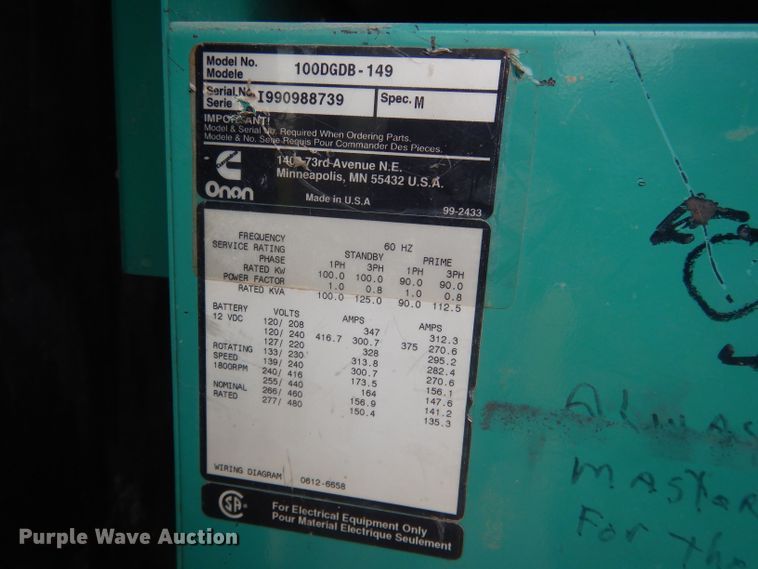 Model No.
Modele
100DGDB-149
Serial No.
Serie
I990988739
Spec. M
IMPORTANT!
Model & Serial No. Required When Ordering Parts.
Modele & No. Serie Requis Pour Commander Des Pieces.
Onan
73rd Avenue N.E.
Minneapolis, MN 55432 U.S.A.
Made in U.S.A
99-2433
FREQUENCY 60 HZ
SERVICE RATING STANDBY PRIME
PHASE 1PH 3PH 1PH 3PH
RATED KW 100.0 100.0 90.0 90.0
POWER FACTOR 1.0 0.8 1.0 0.8
RATED KVA 100.0 125.0 90.0 112.5
BATTERY VOLTS AMPS AMPS
12 VDC 120/ 208 347 312.3
120/ 240 416.7 300.7 375 270.6
127/ 220 328 295.2
ROTATING 133/ 230 313.8 282.4
SPEED 139/ 240 300.7 270.6
1800RPM 240/ 416 173.5 156.1
255/ 440 164 147.6
NOMINAL 266/ 460 156.9 141.2
RATED 277/ 480 150.4 135.3
WIRING DIAGRAM 0612-6658
For Electrical Equipment Only
Pour Material Electrique Seulement
MASTER
For the
Purple Wave Auction